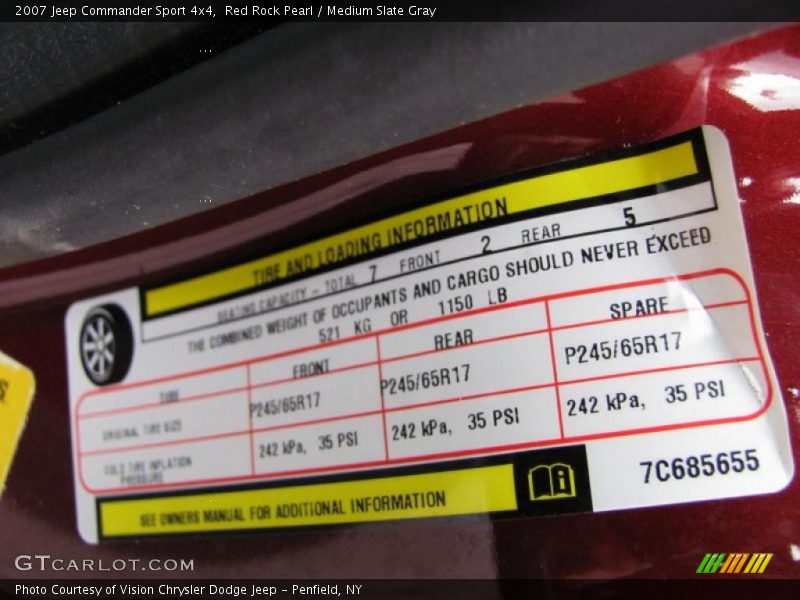 2007 Jeep Commander Sport 4x4, Red Rock Pearl / Medium Slate Gray
TIRE AND LOADING INFORMATION
SEATING CAPACITY - TOTAL 7 FRONT 2 REAR 5
THE COMBINED WEIGHT OF OCCUPANTS AND CARGO SHOULD NEVER EXCEED
521 KG OR 1150 LB
TIRE FRONT REAR SPARE
ORIGINAL TIRE SIZE P245/65R17 P245/65R17 P245/65R17
COLD TIRE INFLATION PRESSURE 242 kPa, 35 PSI 242 kPa, 35 PSI 242 kPa, 35 PSI
SEE OWNERS MANUAL FOR ADDITIONAL INFORMATION
7C685655
S.
GTCARLOT.COM
Photo Courtesy of Vision Chrysler Dodge Jeep - Penfield, NY